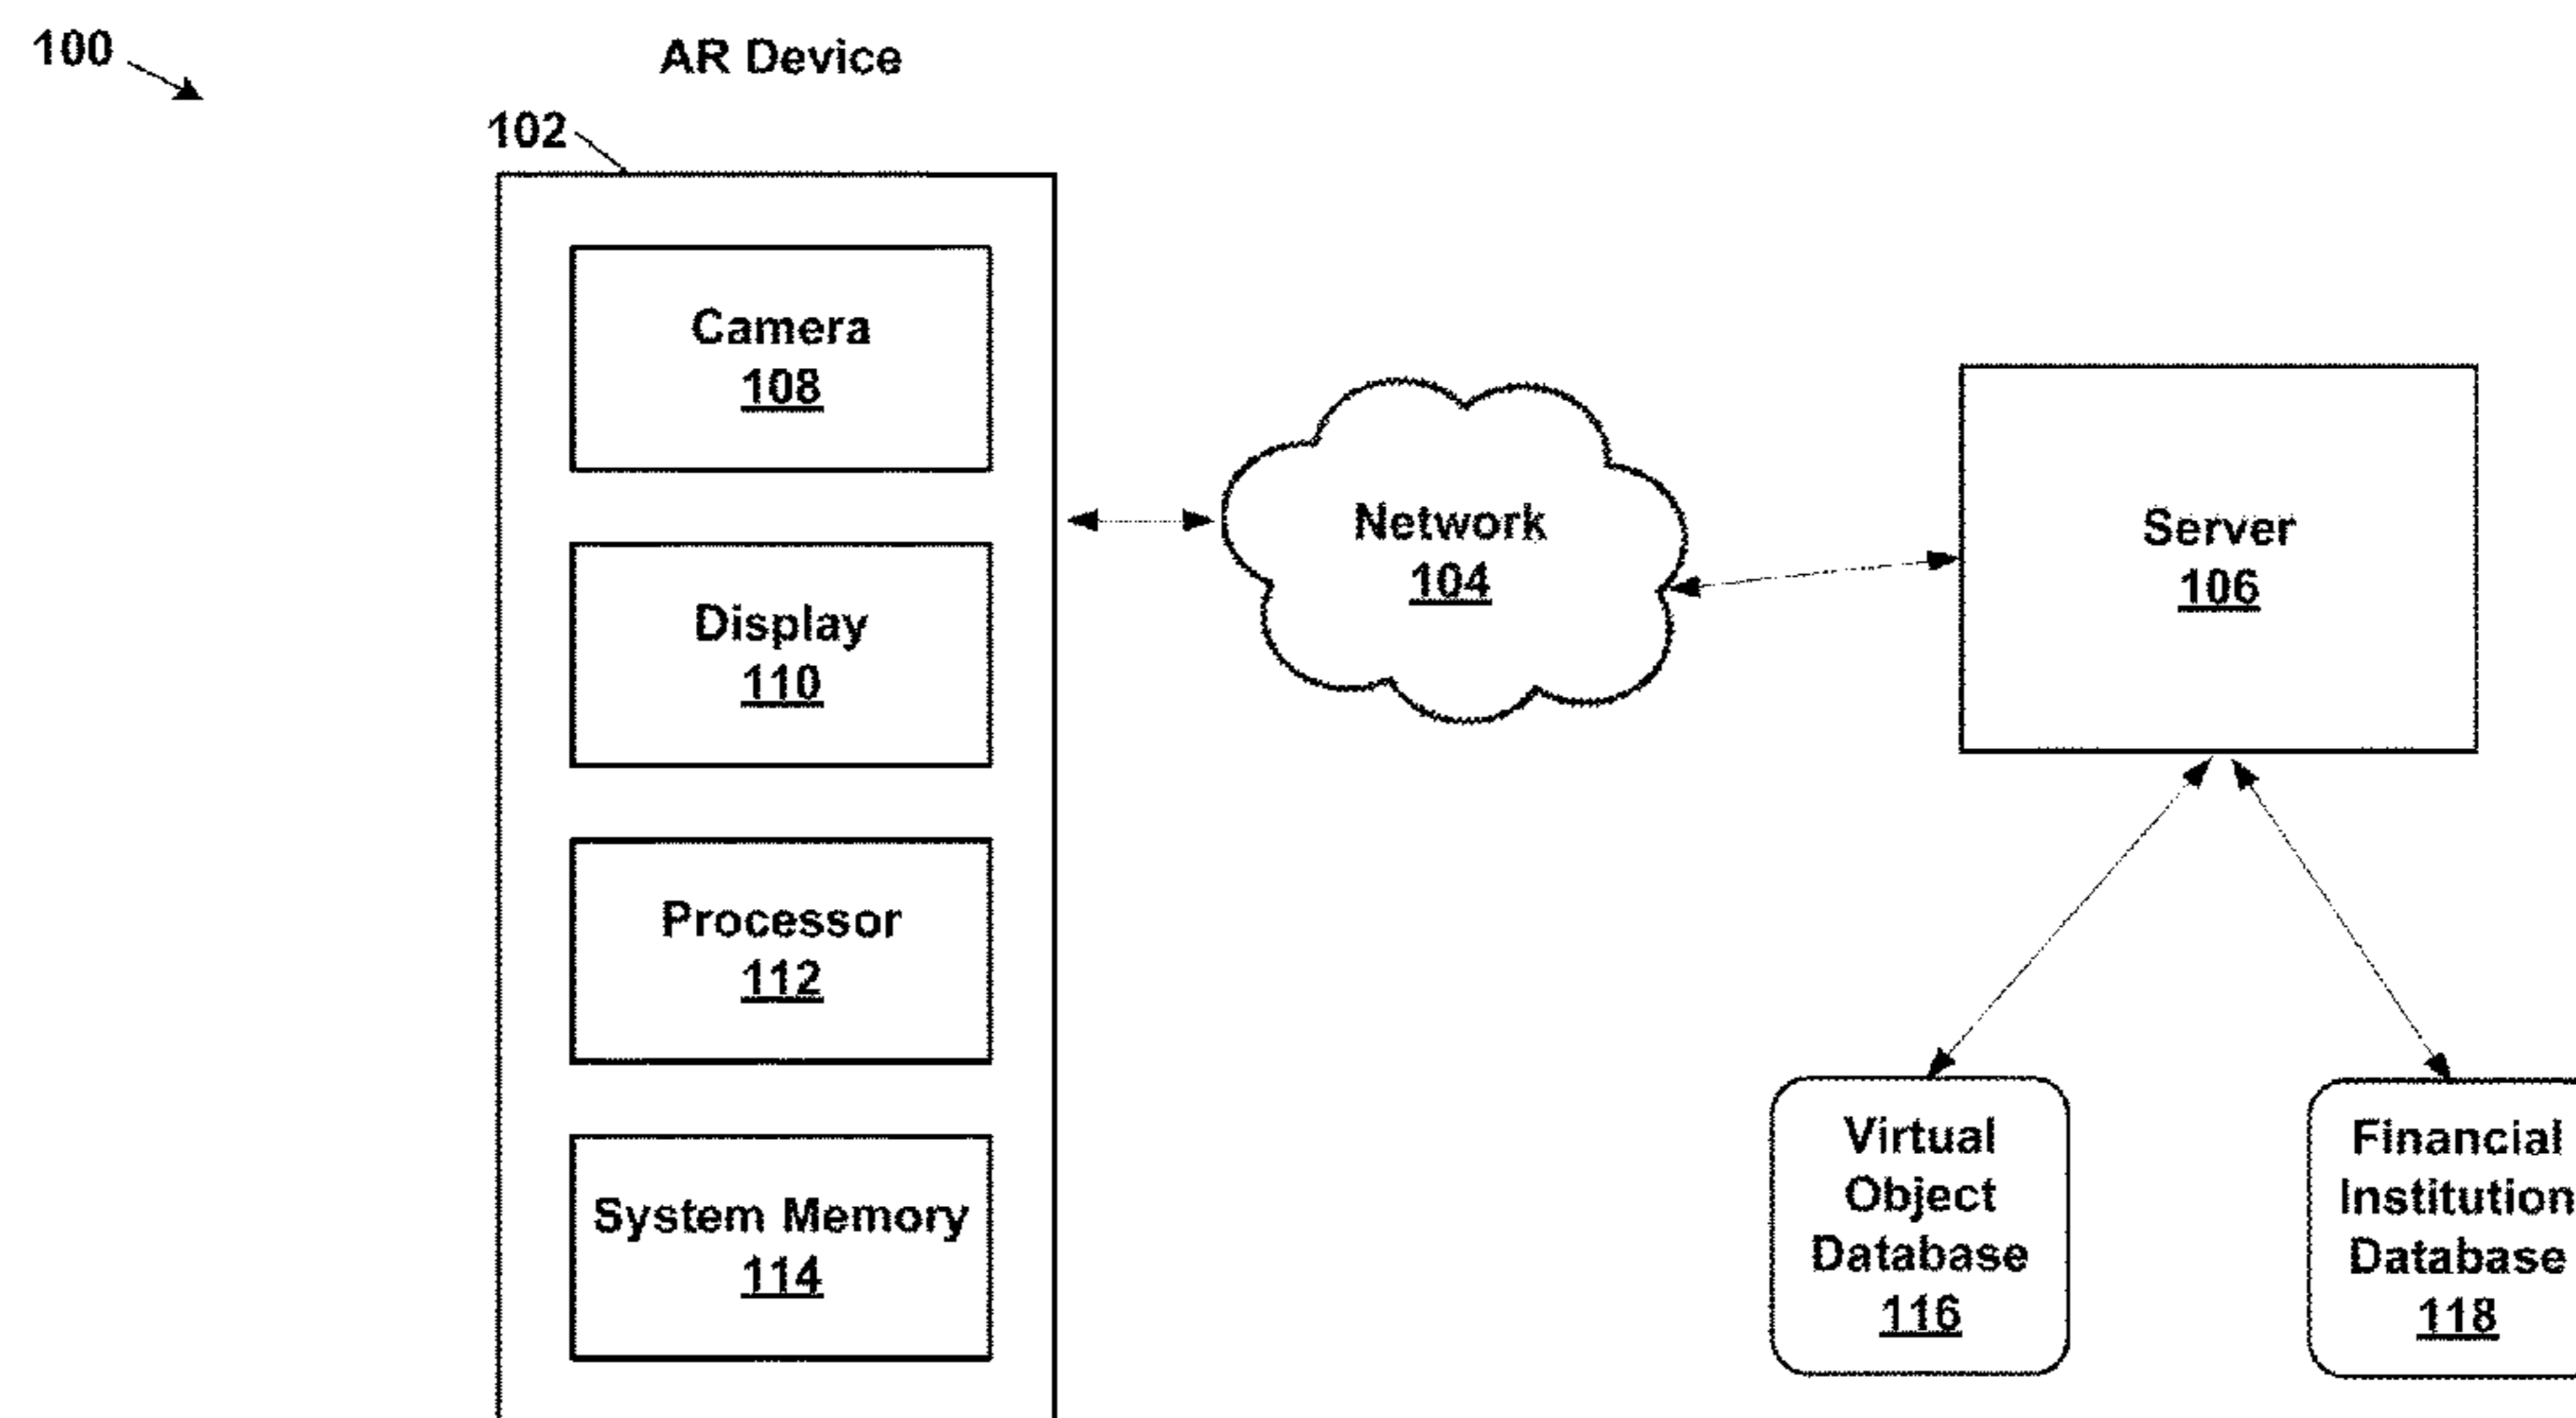 100
AR Device
102
Camera
108
Display
110
Processor
112
System Memory
114
Network
104
Server
106
Virtual
Object
Database
116
Financial
Institution
Database
118